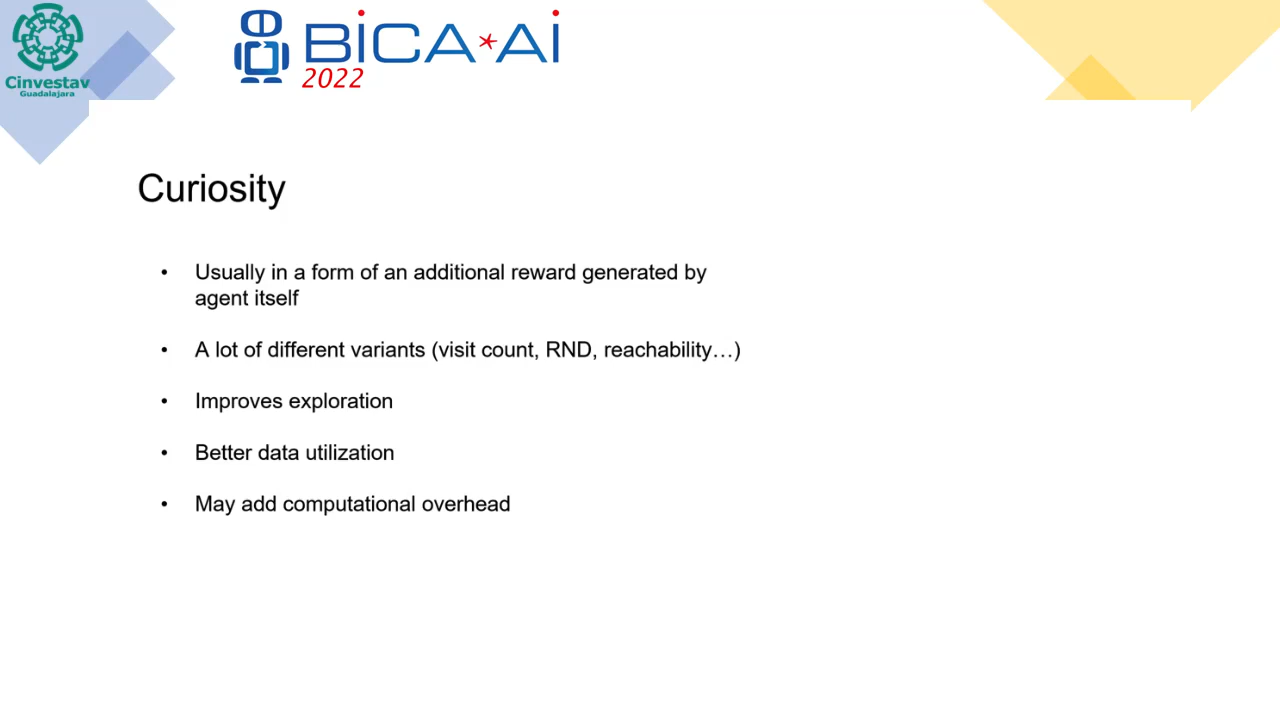 Cinvestav
Guadalajara
BiCA*Ai
2022
Curiosity
• Usually in a form of an additional reward generated by
agent itself
• A lot of different variants (visit count, RND, reachability…)
• Improves exploration
• Better data utilization
• May add computational overhead